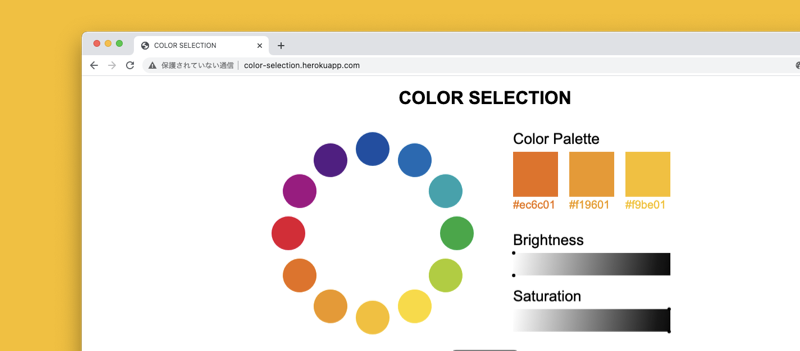 COLOR SELECTION
保護されていない通信 | color-selection.herokuapp.com
COLOR SELECTION
Color Palette
#ec6c01 #f19601 #f9be01
Brightness
Saturation